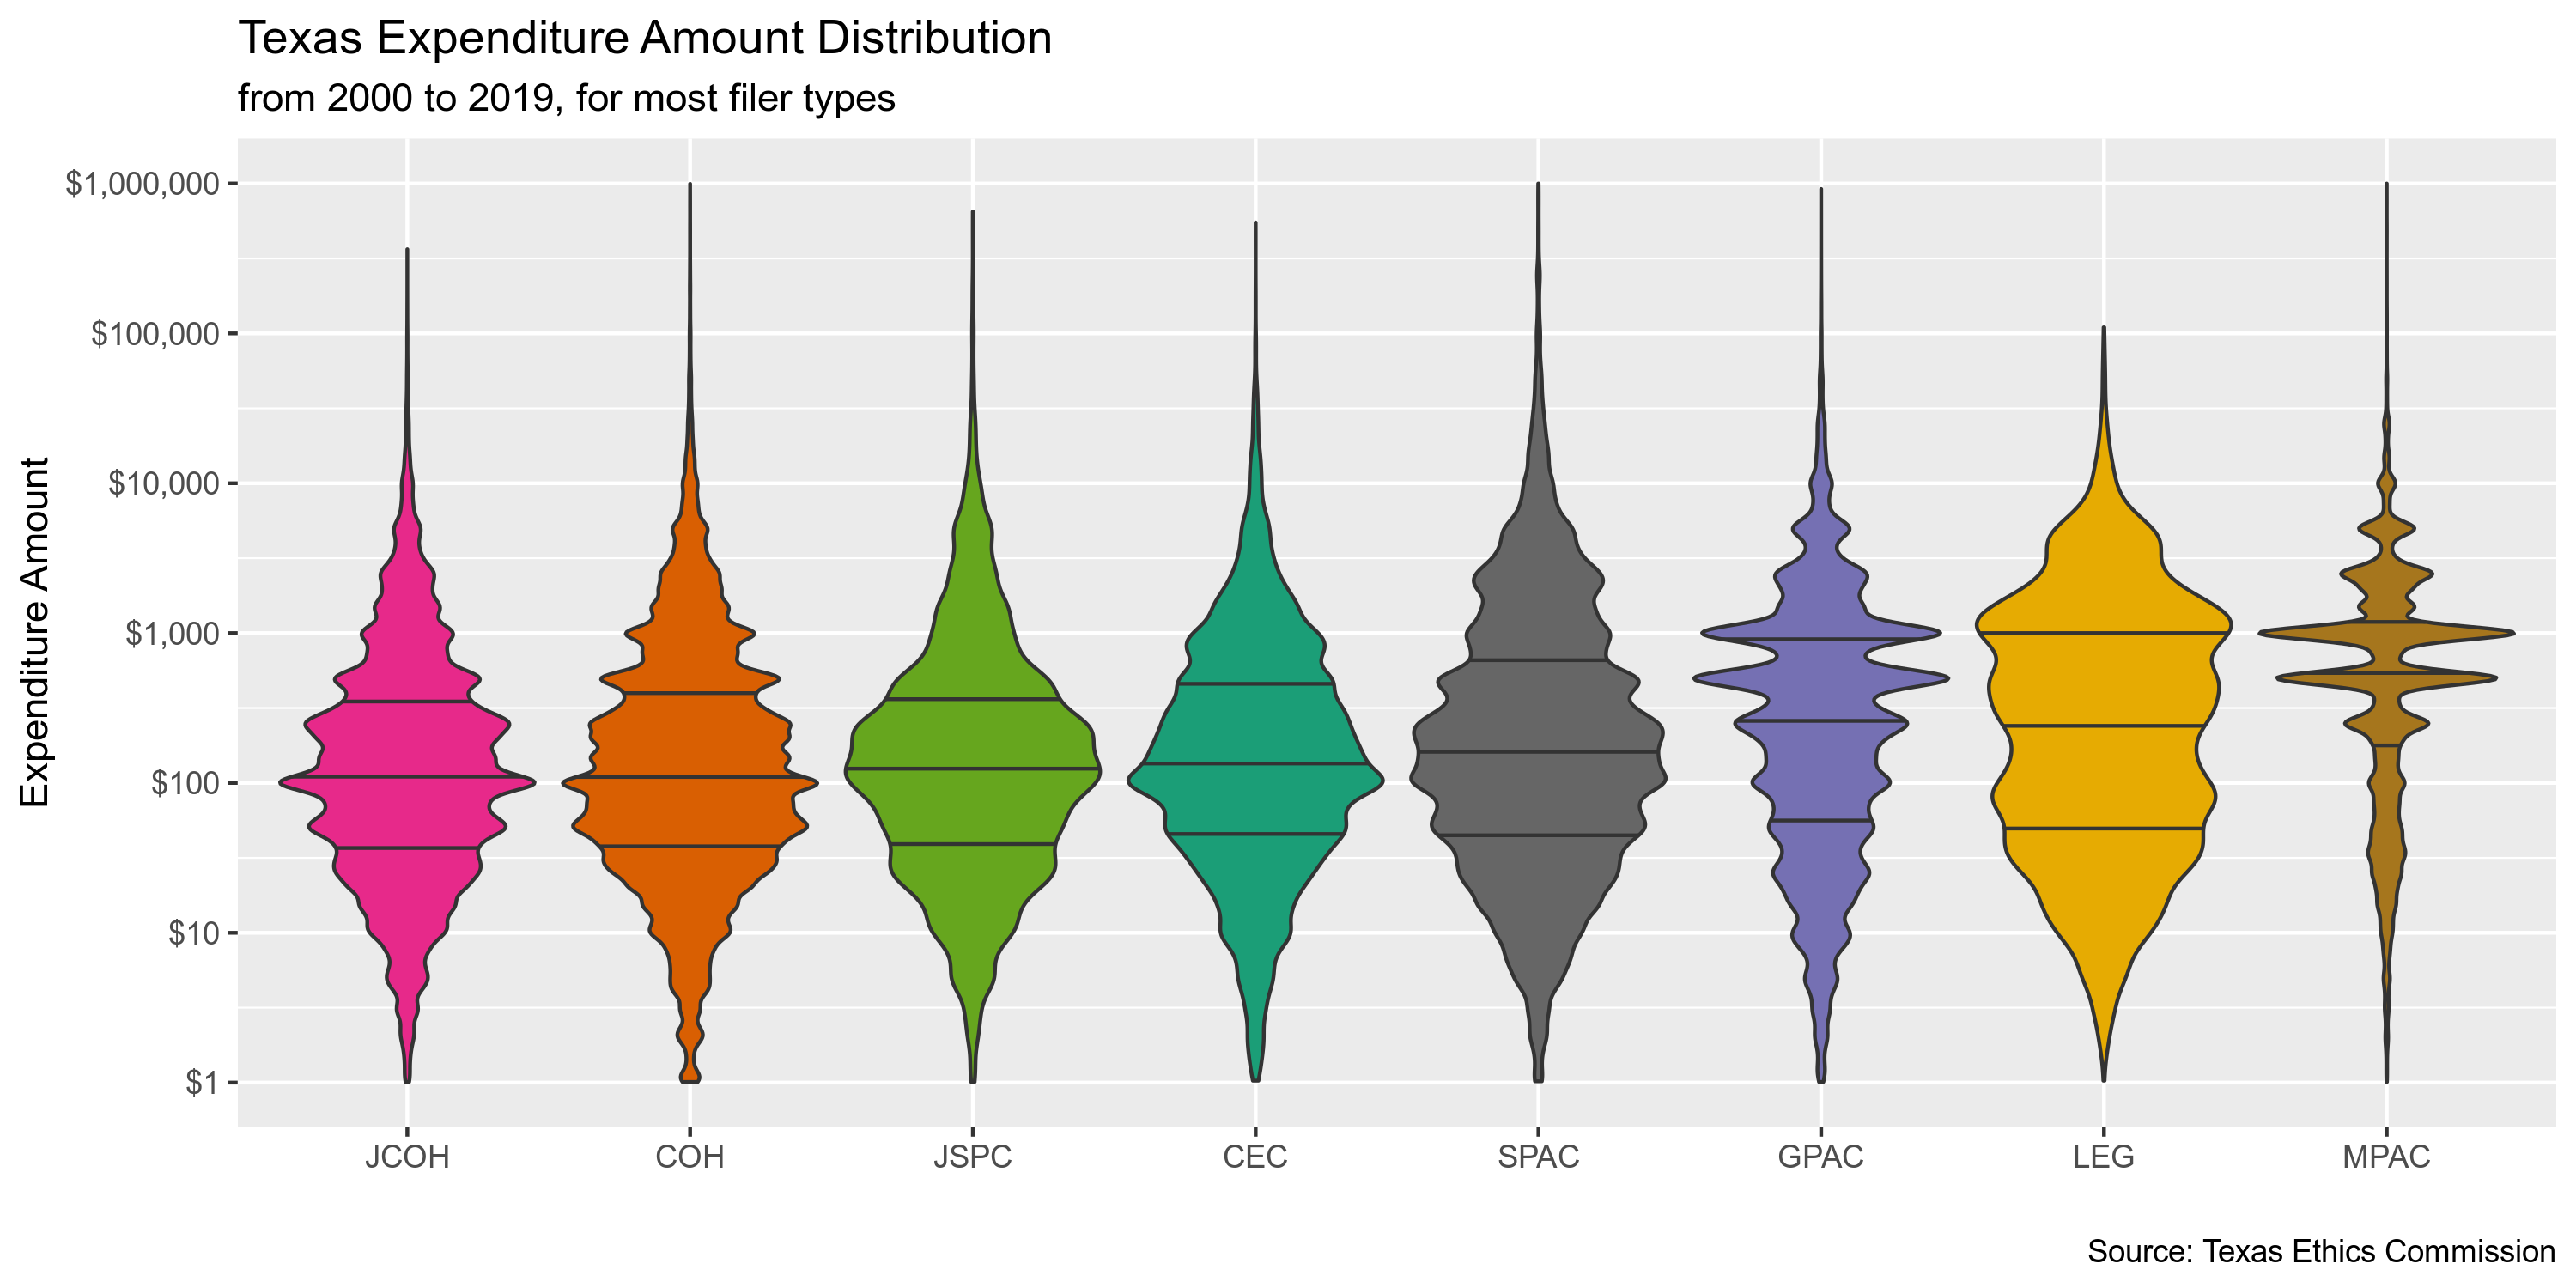 Texas Expenditure Amount Distribution
from 2000 to 2019, for most filer types
Expenditure Amount
$1,000,000
$100,000
$10,000
$1,000
$100
$10
$1
JCOH COH JSPC CEC SPAC GPAC LEG MPAC
Source: Texas Ethics Commission